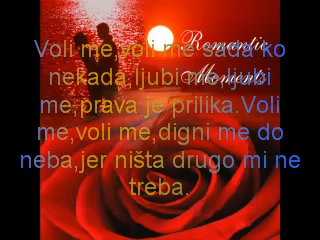 Romantic
Moments
Voli me,voli me sada ko
nekada,ljubi me,ljubi
me,prava je prilika.Voli
me,voli me,digni me do
neba,jer ništa drugo mi ne
treba.